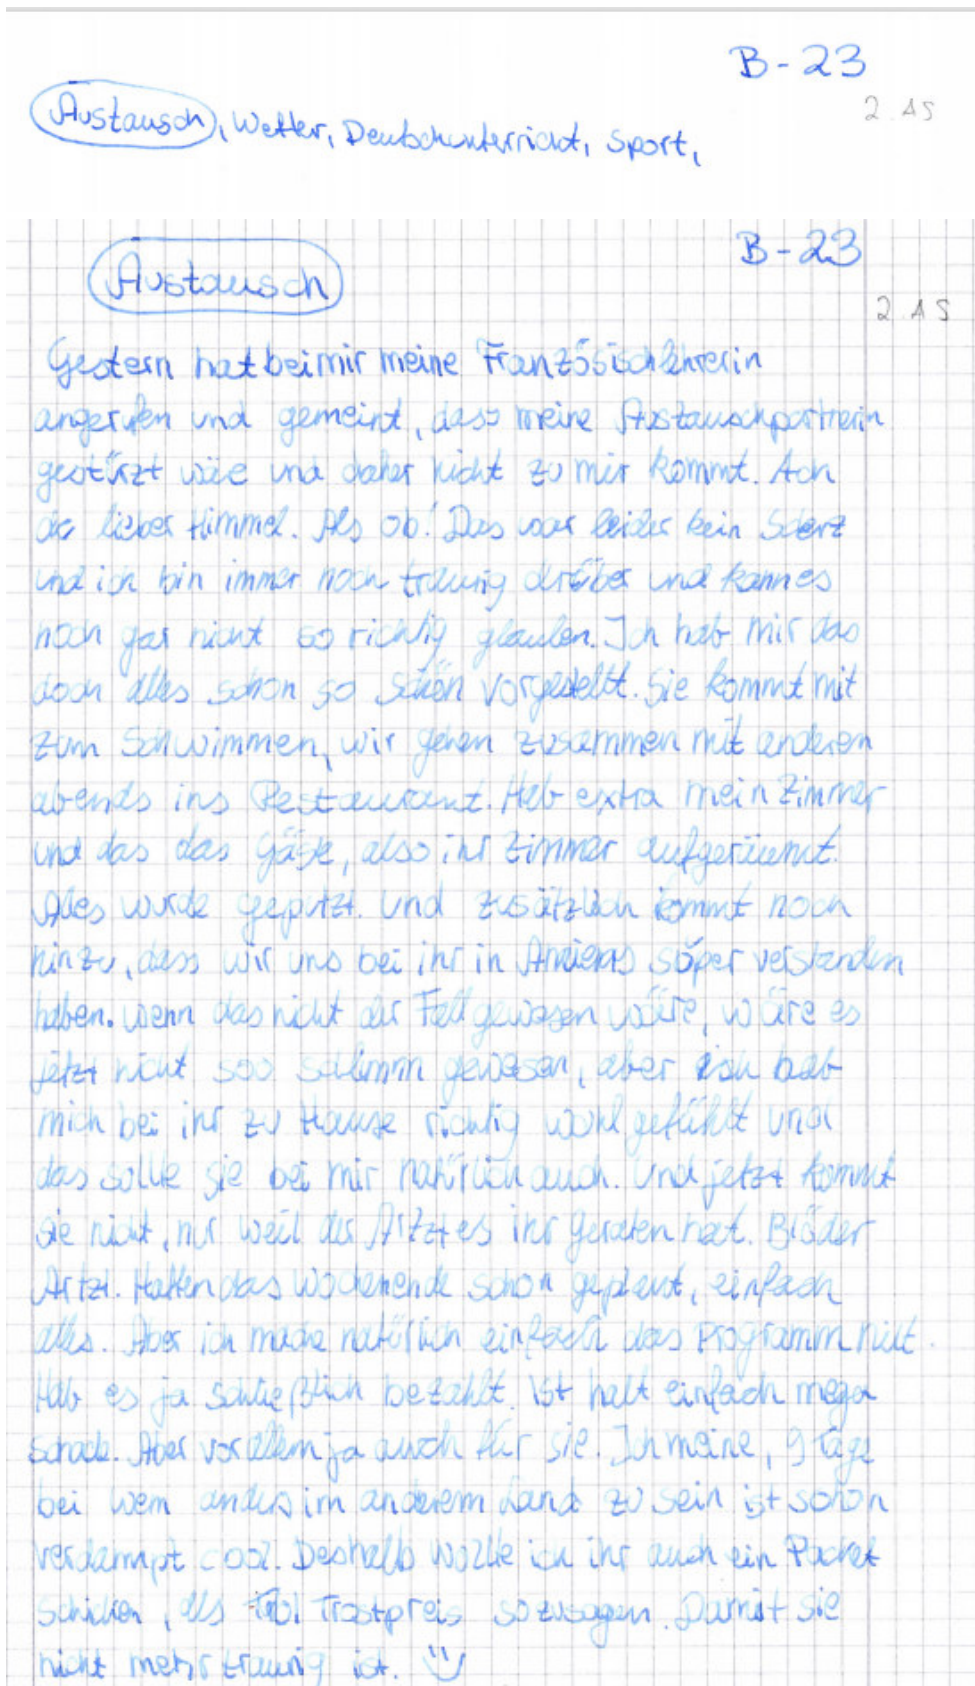 B-23
2. AS
Austausch, Wetter, Deutschunterricht, Sport,
B-23
Austausch
2 AS
Gestern hat bei mir meine Französischlehrerin
angerufen und gemeint, dass meine Austauschpartnerin
gestürzt wäre und daher nicht zu mir kommt. Ach
du lieber Himmel. Als ob! Das war leider kein Scherz
und ich bin immer noch traurig drüber und kann es
noch gar nicht so richtig glauben. Ich hab mir das
doch alles schon so schön vorgestellt. Sie kommt mit
zum Schwimmen, wir gehen zusammen mit anderen
abends ins Restaurant. Hab extra mein Zimmer
und das das Gäste, also ihr Zimmer aufgeräumt.
Alles wurde geputzt. Und zusätzlich kommt noch
hinzu, dass wir uns bei ihr in super verstanden
haben. Wenn das nicht der Fall gewesen wäre, wäre es
jetzt nicht soo schlimm gewesen, aber ich hab
mich bei ihr zu Hause richtig wohl gefühlt und
das sollte sie bei mir natürlich auch. Und jetzt kommt
sie nicht, nur weil der Artzt es ihr geraten hat. Blöder
Artzt. Hatten das Wochenende schon geplant, einfach
alles. Aber ich mache natürlich einfach das Programm mit.
Hab es ja schließlich bezahlt. Ist halt einfach mega
schade. Aber vor allem ja auch für sie. Ich meine, 9 Tage
bei wem anders im anderem Land zu sein ist schon
verdammpt cool. Deshalb wollte ich ihr auch ein Packet
schicken, als Trostpreis sozusagen. Damit sie
nicht mehr traurig ist.